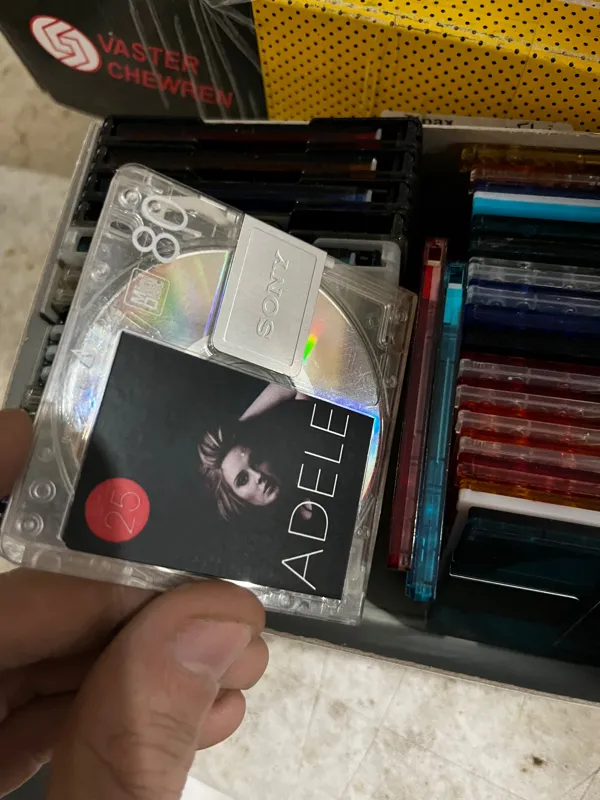 VASTER
CHEWREN
80
SONY
25
ADELE